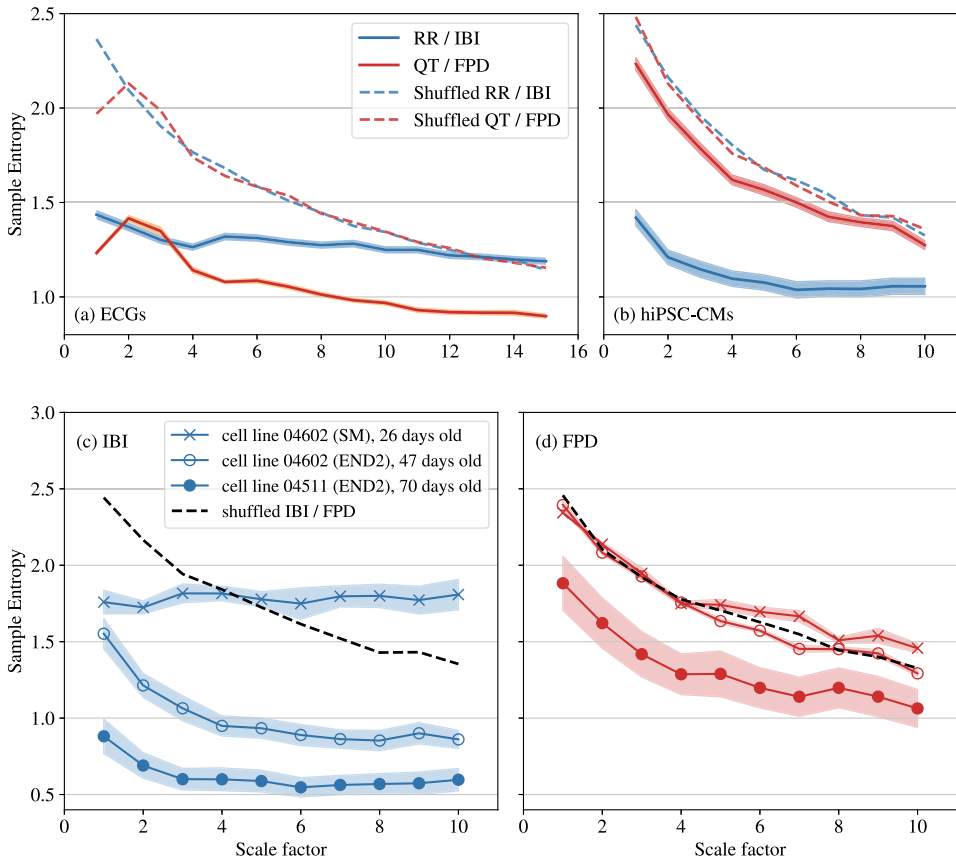 2.5
2.0
1.5
1.0
Sample Entropy
RR / IBI
QT / FPD
Shuffled RR / IBI
Shuffled QT / FPD
(a) ECGs
0 2 4 6 8 10 12 14 16
(b) hiPSC-CMs
0 2 4 6 8 10
3.0
2.5
2.0
1.5
1.0
0.5
Sample Entropy
(c) IBI
cell line 04602 (SM), 26 days old
cell line 04602 (END2), 47 days old
cell line 04511 (END2), 70 days old
shuffled IBI / FPD
0 2 4 6 8 10
Scale factor
(d) FPD
0 2 4 6 8 10
Scale factor